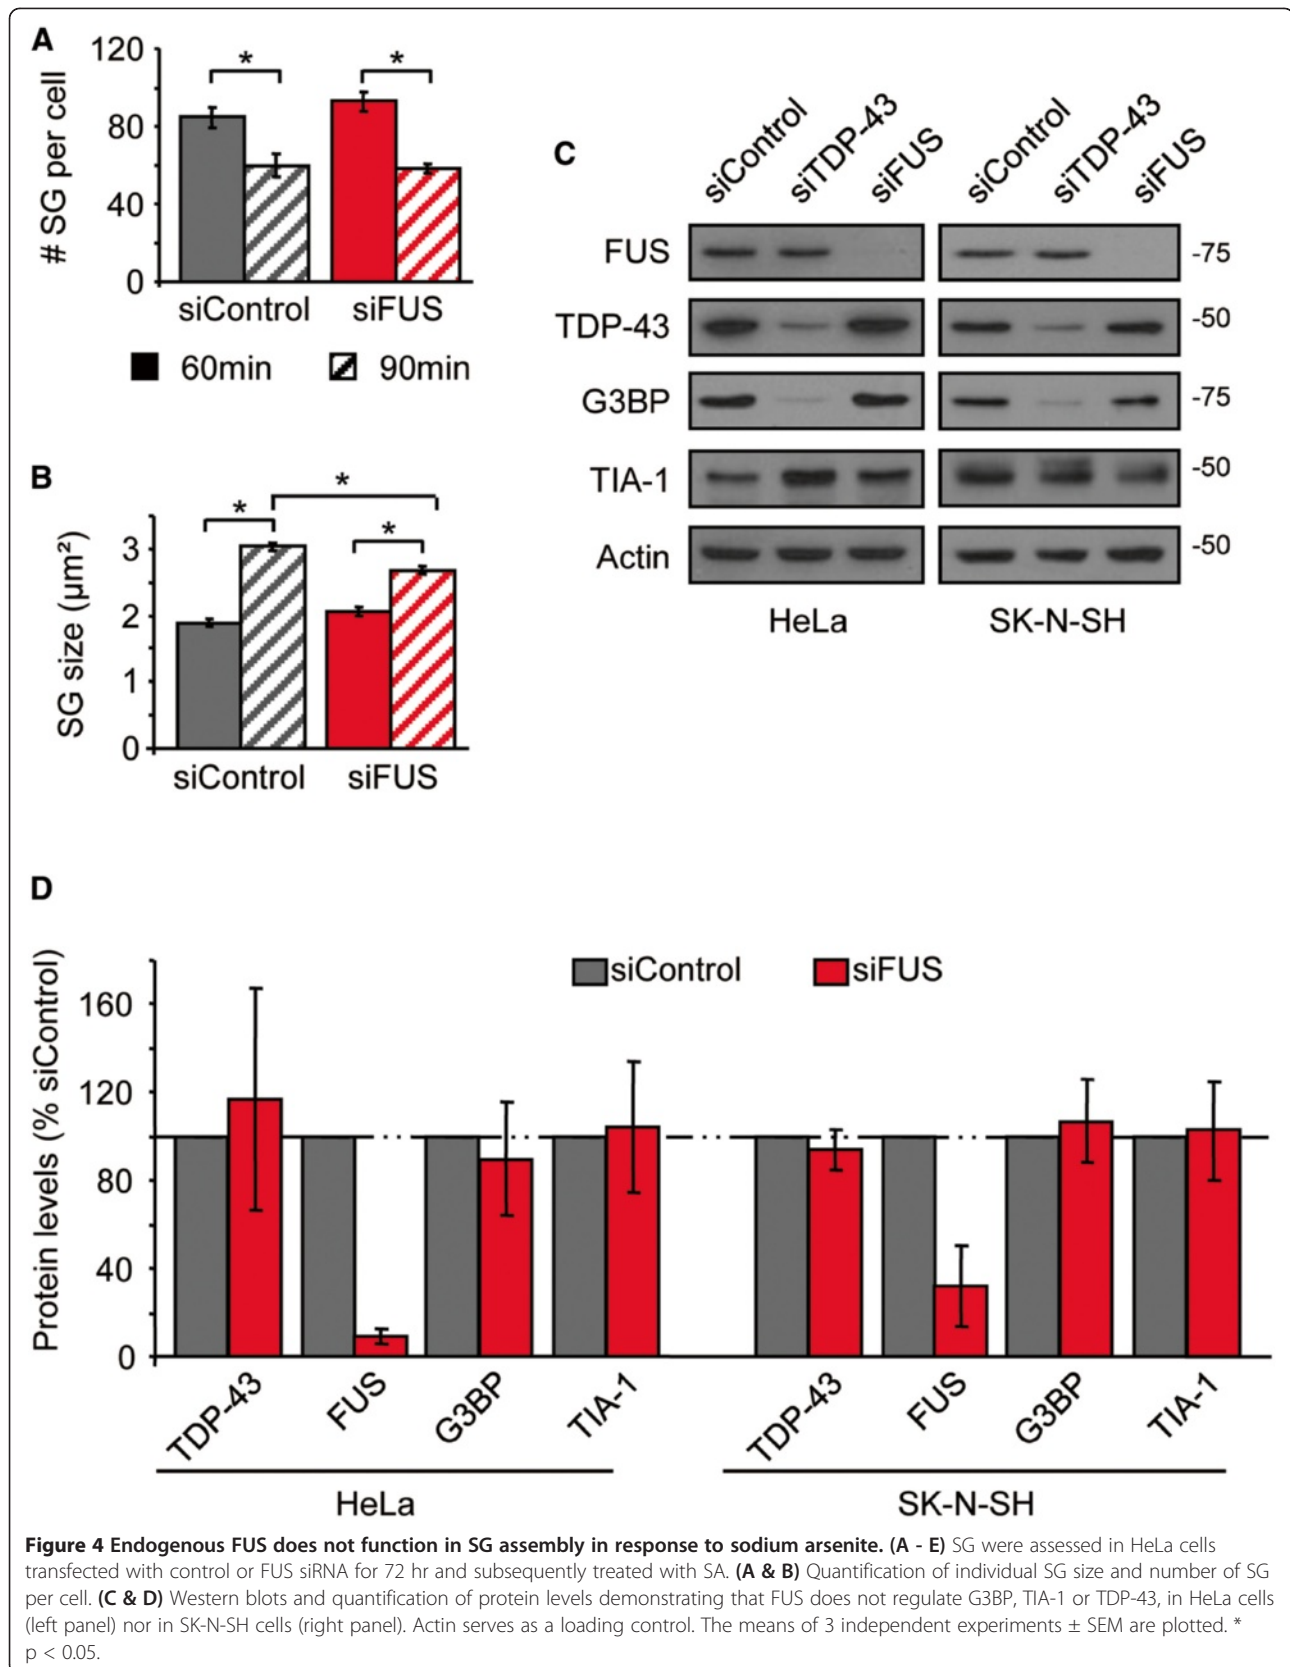 A
# SG per cell
120
80
40
0
* *
siControl siFUS
60min 90min
B
SG size (µm²)
3
2
1
0
* * *
siControl siFUS
C
siControl siTDP-43 siFUS siControl siTDP-43 siFUS
FUS -75
TDP-43 -50
G3BP -75
TIA-1 -50
Actin -50
HeLa SK-N-SH
D
Protein levels (% siControl)
siControl siFUS
160
120
80
40
0
TDP-43 FUS G3BP TIA-1 TDP-43 FUS G3BP TIA-1
HeLa SK-N-SH
Figure 4 Endogenous FUS does not function in SG assembly in response to sodium arsenite. (A - E) SG were assessed in HeLa cells
transfected with control or FUS siRNA for 72 hr and subsequently treated with SA. (A & B) Quantification of individual SG size and number of SG
per cell. (C & D) Western blots and quantification of protein levels demonstrating that FUS does not regulate G3BP, TIA-1 or TDP-43, in HeLa cells
(left panel) nor in SK-N-SH cells (right panel). Actin serves as a loading control. The means of 3 independent experiments ± SEM are plotted. *
p < 0.05.